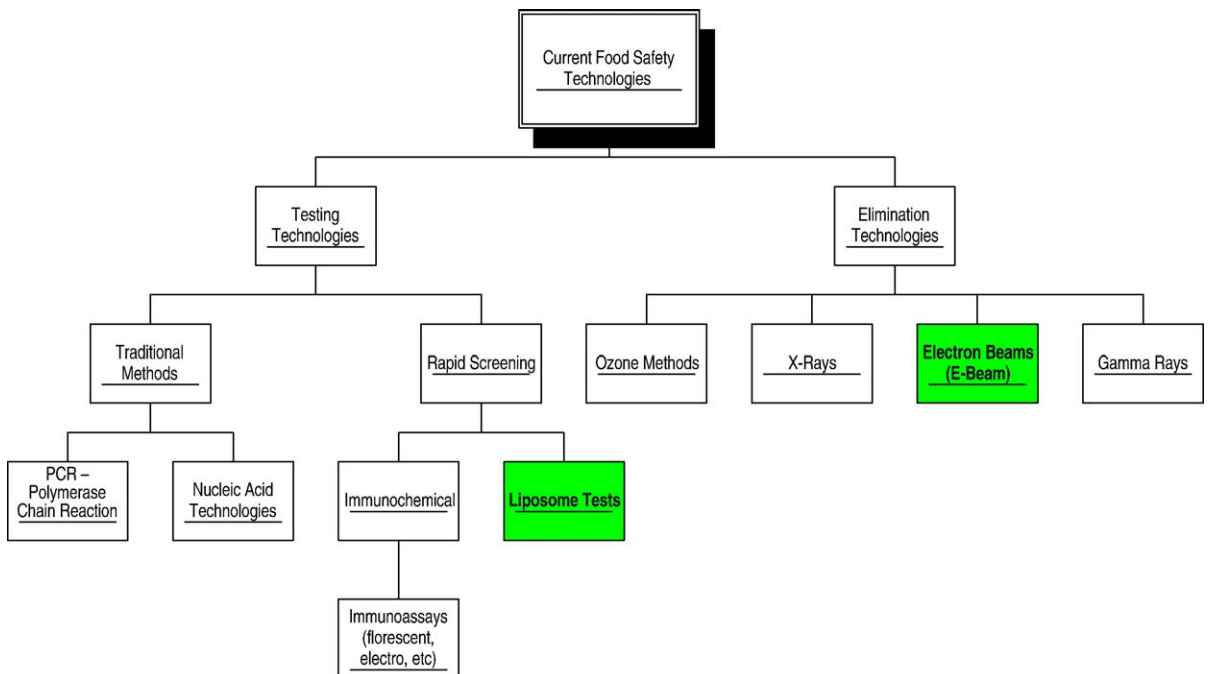 Current Food Safety
Technologies
Testing
Technologies
Elimination
Technologies
Traditional
Methods
Rapid Screening
Ozone Methods
X-Rays
Electron Beams
(E-Beam)
Gamma Rays
PCR –
Polymerase
Chain Reaction
Nucleic Acid
Technologies
Immunochemical
Liposome Tests
Immunoassays
(florescent,
electro, etc)